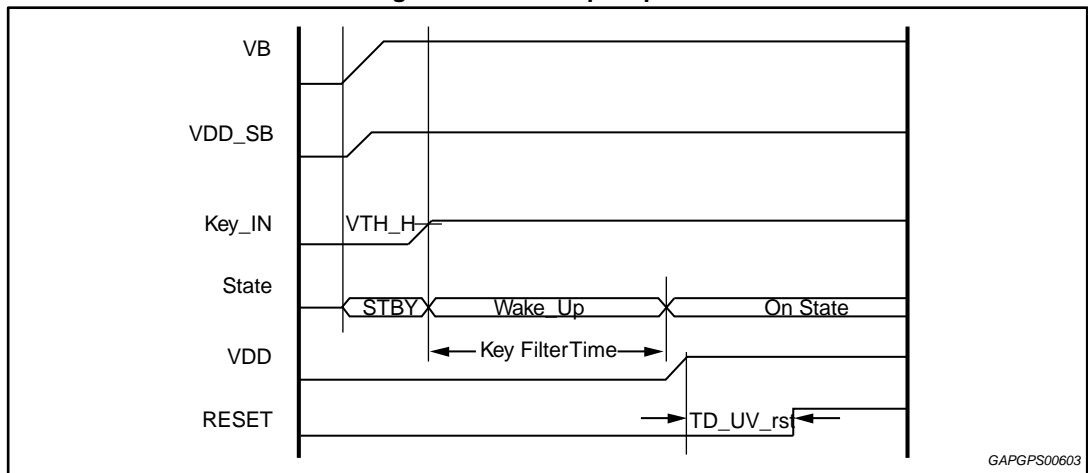 VB
VDD_SB
Key_IN
VTH_H
State
STBY
Wake_Up
On State
VDD
Key FilterTime
RESET
TD_UV_rst
GAPGPS00603